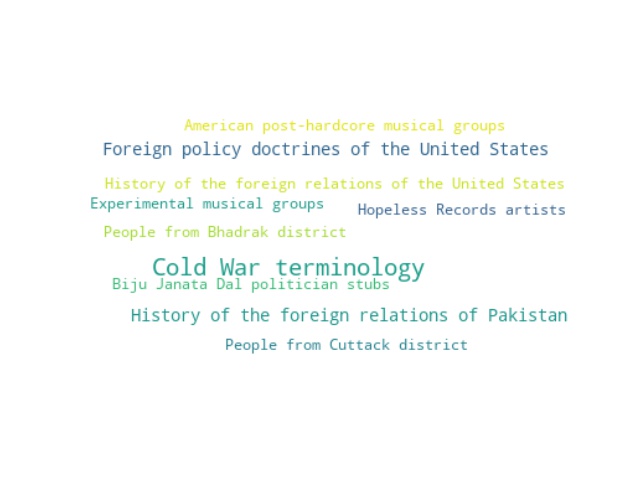 American post-hardcore musical groups
Foreign policy doctrines of the United States
History of the foreign relations of the United States
Experimental musical groups
Hopeless Records artists
People from Bhadrak district
Cold War terminology
Biju Janata Dal politician stubs
History of the foreign relations of Pakistan
People from Cuttack district